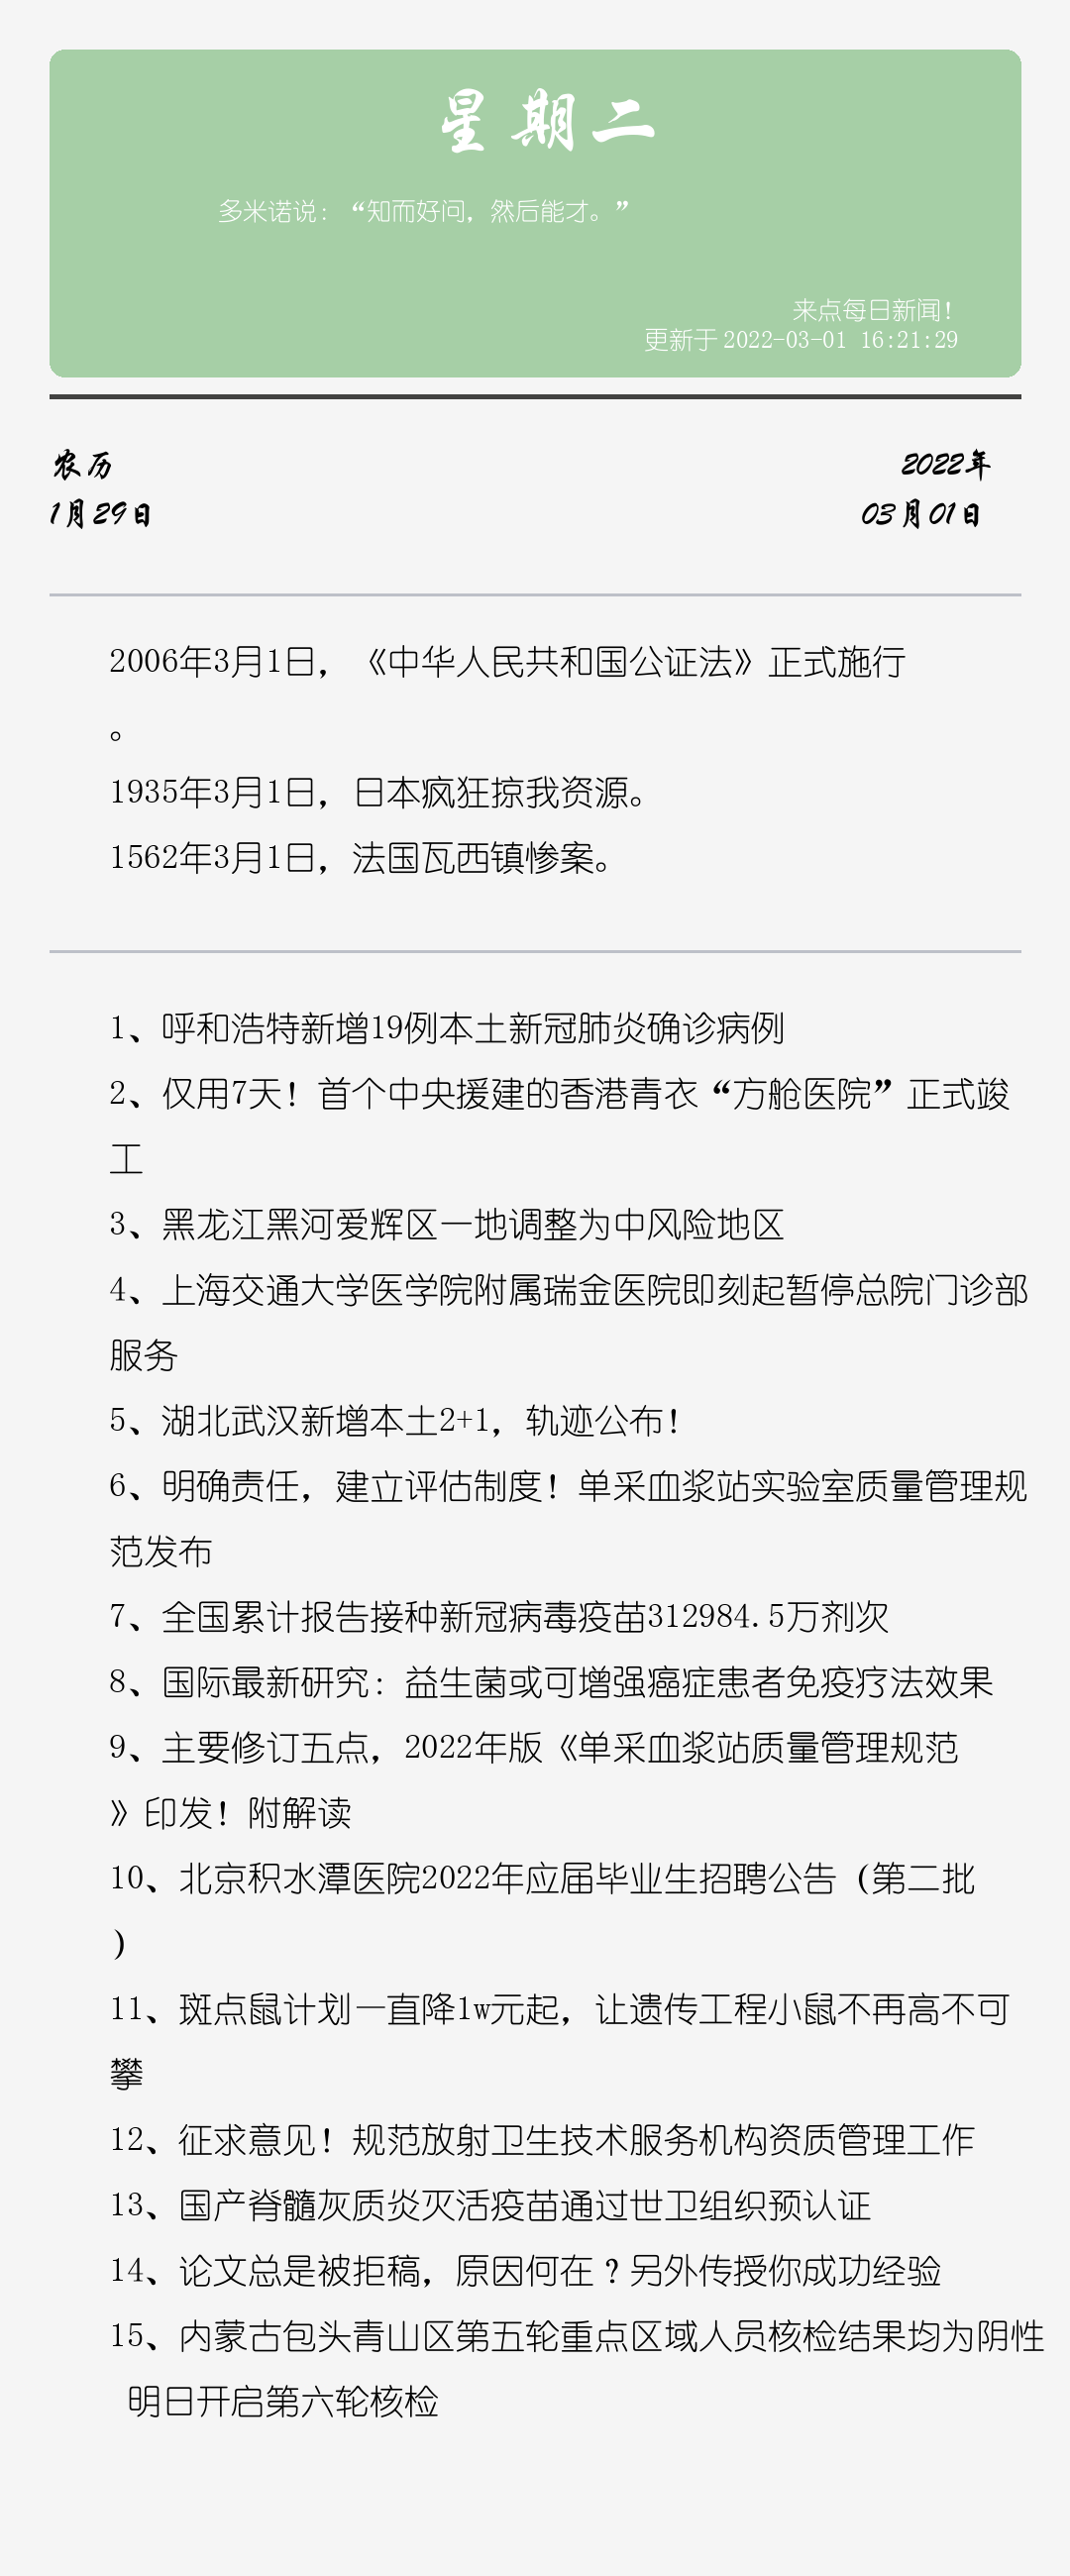 星期二
多米诺说：“知而好问，然后能才。”
来点每日新闻！
更新于 2022-03-01 16:21:29
农历
2022年
1月29日
03月01日
2006年3月1日，《中华人民共和国公证法》正式施行
。
1935年3月1日，日本疯狂掠我资源。
1562年3月1日，法国瓦西镇惨案。
1、呼和浩特新增19例本土新冠肺炎确诊病例
2、仅用7天！首个中央援建的香港青衣“方舱医院”正式竣
工
3、黑龙江黑河爱辉区一地调整为中风险地区
4、上海交通大学医学院附属瑞金医院即刻起暂停总院门诊部
服务
5、湖北武汉新增本土2+1，轨迹公布！
6、明确责任，建立评估制度！单采血浆站实验室质量管理规
范发布
7、全国累计报告接种新冠病毒疫苗312984.5万剂次
8、国际最新研究：益生菌或可增强癌症患者免疫疗法效果
9、主要修订五点，2022年版《单采血浆站质量管理规范
》印发！附解读
10、北京积水潭医院2022年应届毕业生招聘公告（第二批
）
11、斑点鼠计划一直降1w元起，让遗传工程小鼠不再高不可
攀
12、征求意见！规范放射卫生技术服务机构资质管理工作
13、国产脊髓灰质炎灭活疫苗通过世卫组织预认证
14、论文总是被拒稿，原因何在？另外传授你成功经验
15、内蒙古包头青山区第五轮重点区域人员核检结果均为阴性
明日开启第六轮核检